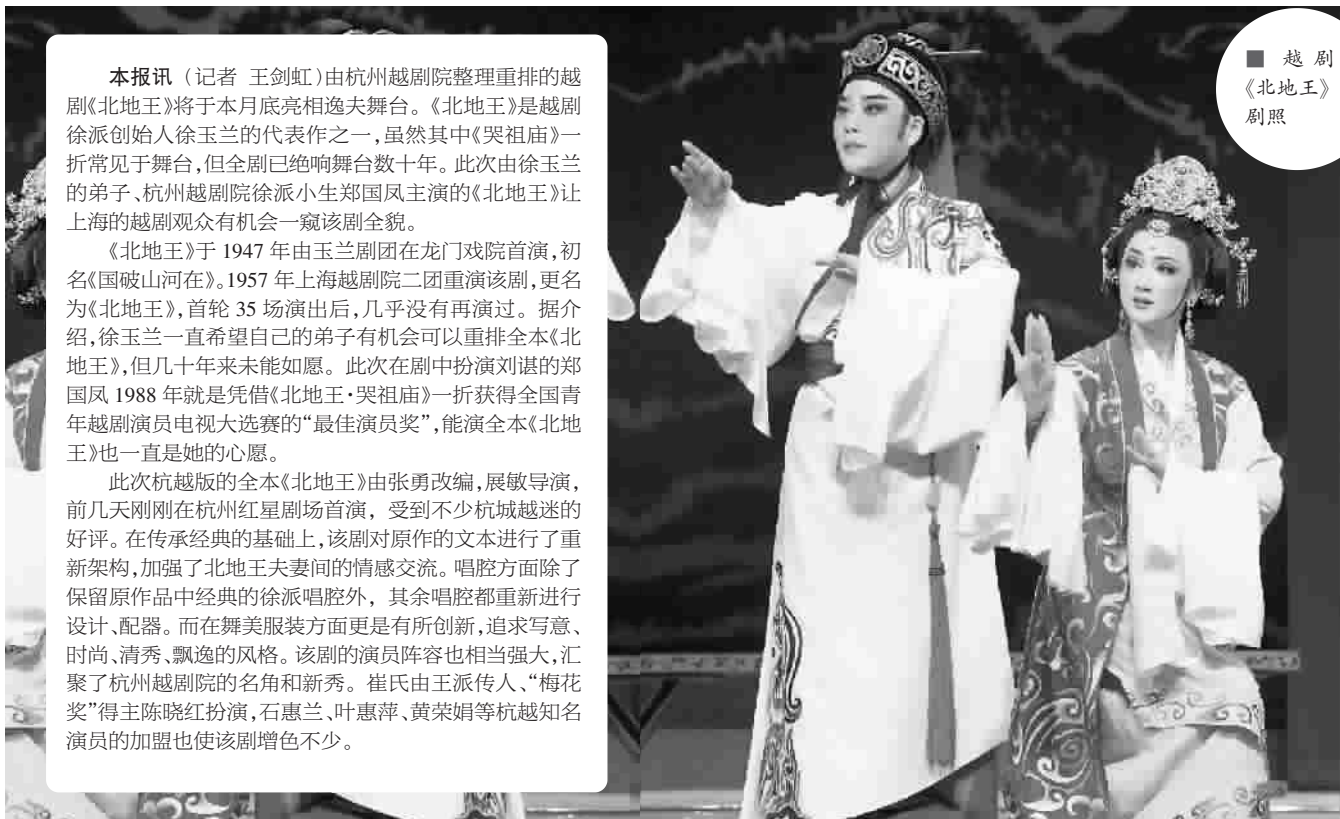 本报讯 (记者 王剑虹)由杭州越剧院整理重排的越
剧《北地王》将于本月底亮相逸夫舞台。《北地王》是越剧
徐派创始人徐玉兰的代表作之一,虽然其中《哭祖庙》一
折常见于舞台,但全剧已绝响舞台数十年。此次由徐玉兰
的弟子、杭州越剧院徐派小生郑国凤主演的《北地王》让
上海的越剧观众有机会一窥该剧全貌。
《北地王》于 1947 年由玉兰剧团在龙门戏院首演,初
名《国破山河在》。1957 年上海越剧院二团重演该剧,更名
为《北地王》,首轮 35 场演出后,几乎没有再演过。据介
绍,徐玉兰一直希望自己的弟子有机会可以重排全本《北
地王》,但几十年来未能如愿。此次在剧中扮演刘谌的郑
国凤 1988 年就是凭借《北地王·哭祖庙》一折获得全国青
年越剧演员电视大选赛的“最佳演员奖”,能演全本《北地
王》也一直是她的心愿。
此次杭越版的全本《北地王》由张勇改编,展敏导演,
前几天刚刚在杭州红星剧场首演,受到不少杭城越迷的
好评。在传承经典的基础上,该剧对原作的文本进行了重
新架构,加强了北地王夫妻间的情感交流。唱腔方面除了
保留原作品中经典的徐派唱腔外,其余唱腔都重新进行
设计、配器。而在舞美服装方面更是有所创新,追求写意、
时尚、清秀、飘逸的风格。该剧的演员阵容也相当强大,汇
聚了杭州越剧院的名角和新秀。崔氏由王派传人、“梅花
奖”得主陈晓红扮演,石惠兰、叶惠萍、黄荣娟等杭越知名
演员的加盟也使该剧增色不少。
■ 越剧
《北地王》
剧照